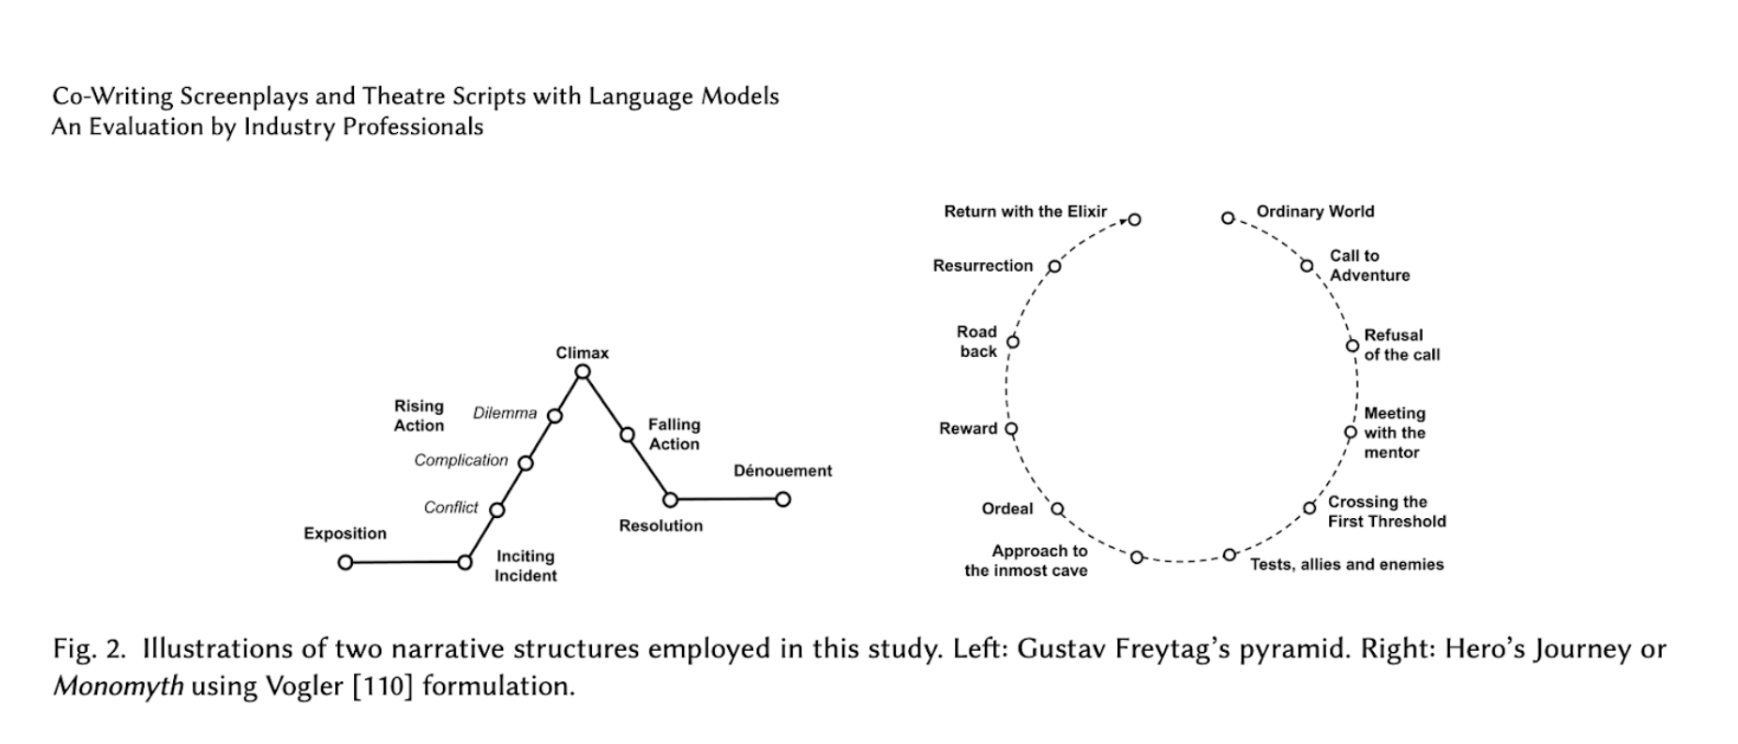 Co-Writing Screenplays and Theatre Scripts with Language Models
An Evaluation by Industry Professionals
Climax
Rising
Action
Dilemma
Complication
Conflict
Exposition
Inciting
Incident
Falling
Action
Dénouement
Resolution
Return with the Elixir
Resurrection
Road
back
Reward
Ordeal
Approach to
the inmost cave
Ordinary World
Call to
Adventure
Refusal
of the call
Meeting
with the
mentor
Crossing the
First Threshold
Tests, allies and enemies
Fig. 2. Illustrations of two narrative structures employed in this study. Left: Gustav Freytag’s pyramid. Right: Hero’s Journey or
Monomyth using Vogler [110] formulation.